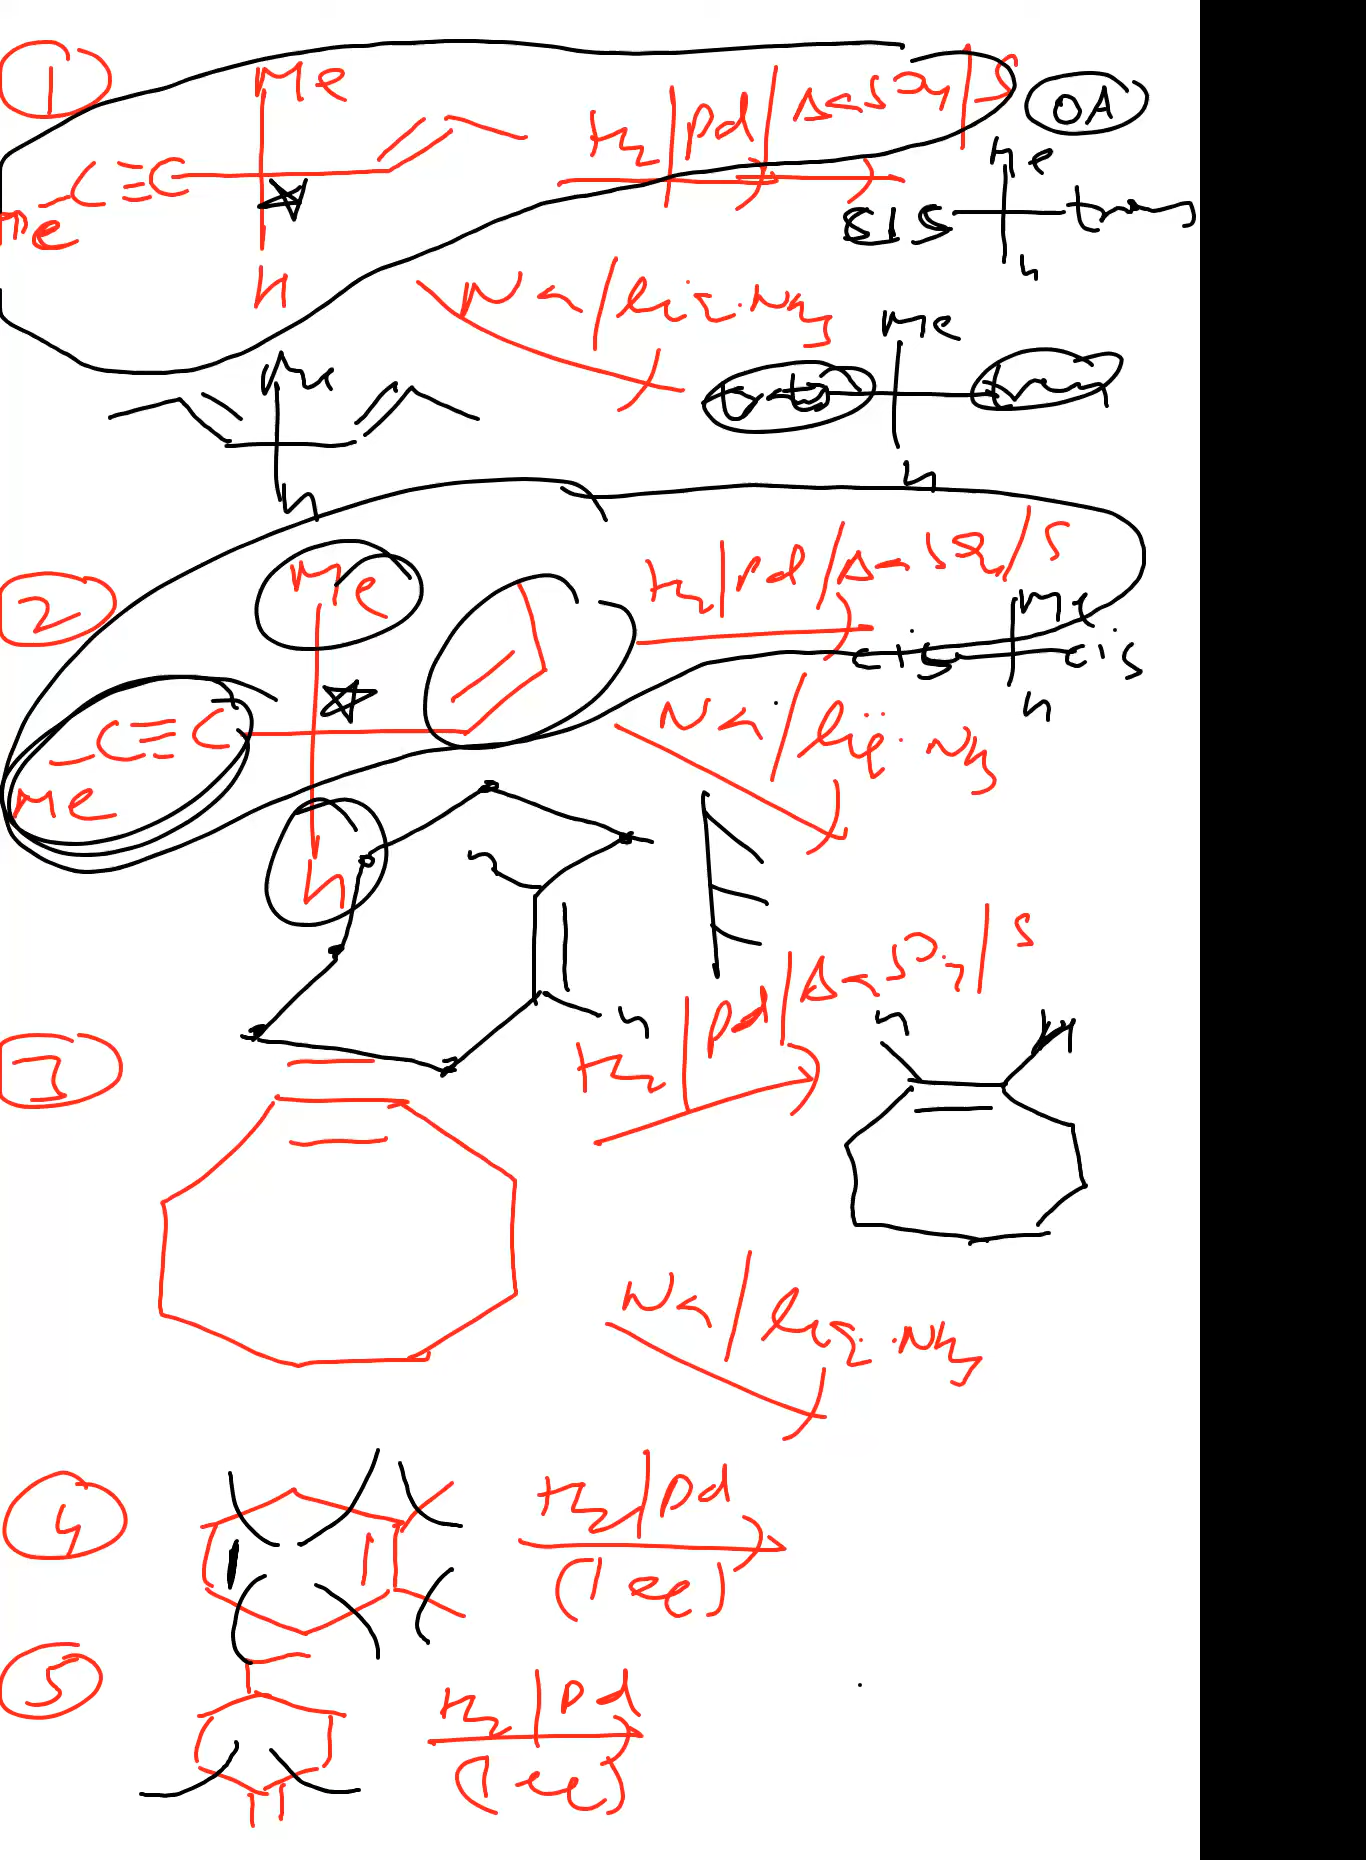 1
Me
H2/Pd/BaSO4/S
OA
C≡C
Me
H
Me
cis
trans
H
Na/liq. NH3
Me
trans
H
Me
H
2
Me
H2/Pd/BaSO4/S
Me
cis
cis
H
C≡C
Me
H
Na/liq. NH3
H
3
H2/Pd/BaSO4/S
H
H
Na/liq. NH3
4
H2/Pd
(1 eq)
5
H2/Pd
(1 eq)